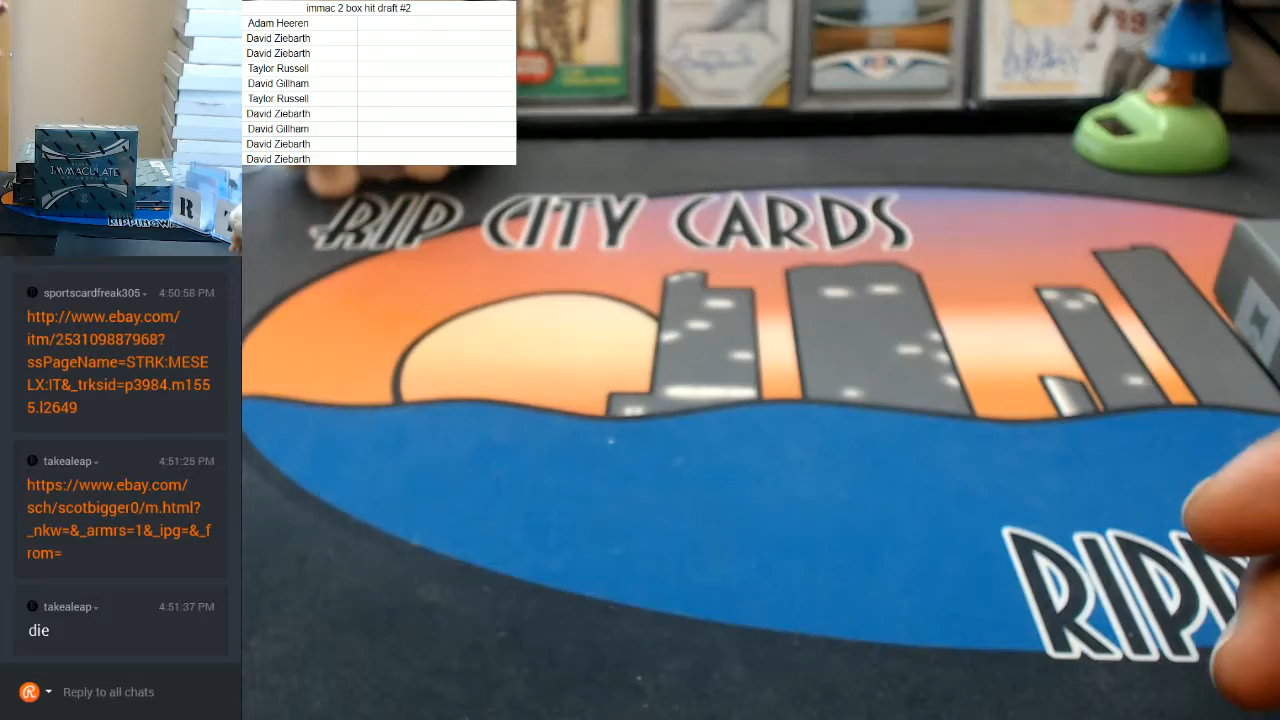 immac 2 box hit draft #2
Adam Heeren
David Ziebarth
David Ziebarth
Taylor Russell
David Gillham
Taylor Russell
David Ziebarth
David Gillham
David Ziebarth
David Ziebarth
IMMACULATE
COLLECTION
R
RIPPINGWA
RIP CITY CARDS
RIPP
sportscardfreak305
4:50:58 PM
http://www.ebay.com/
itm/253109887968?
ssPageName=STRK:MESE
LX:IT&_trksid=p3984.m155
5.l2649
takealeap
4:51:25 PM
https://www.ebay.com/
sch/scotbigger0/m.html?
_nkw=&_armrs=1&_ipg=&_f
rom=
takealeap
4:51:37 PM
die
Reply to all chats